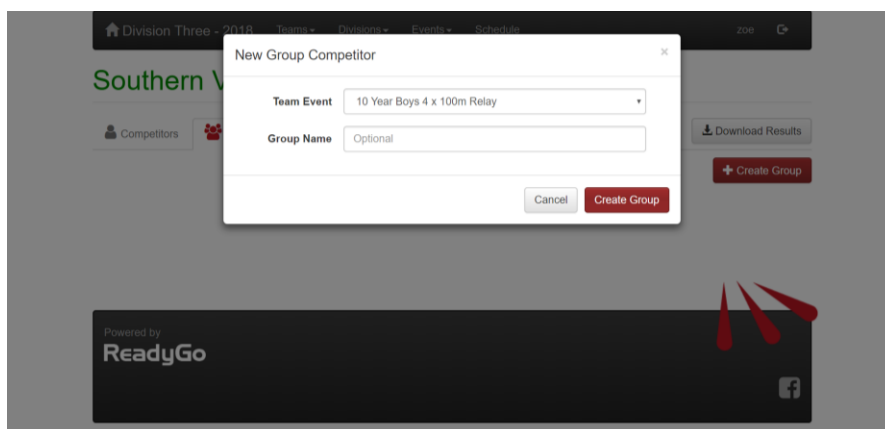 Division Three - 2018 Teams Divisions Events Schedule zoe
New Group Competitor ×
Southern V
Team Event 10 Year Boys 4 x 100m Relay
Competitors Download Results
Group Name Optional
Create Group
Cancel Create Group
Powered by
ReadyGo